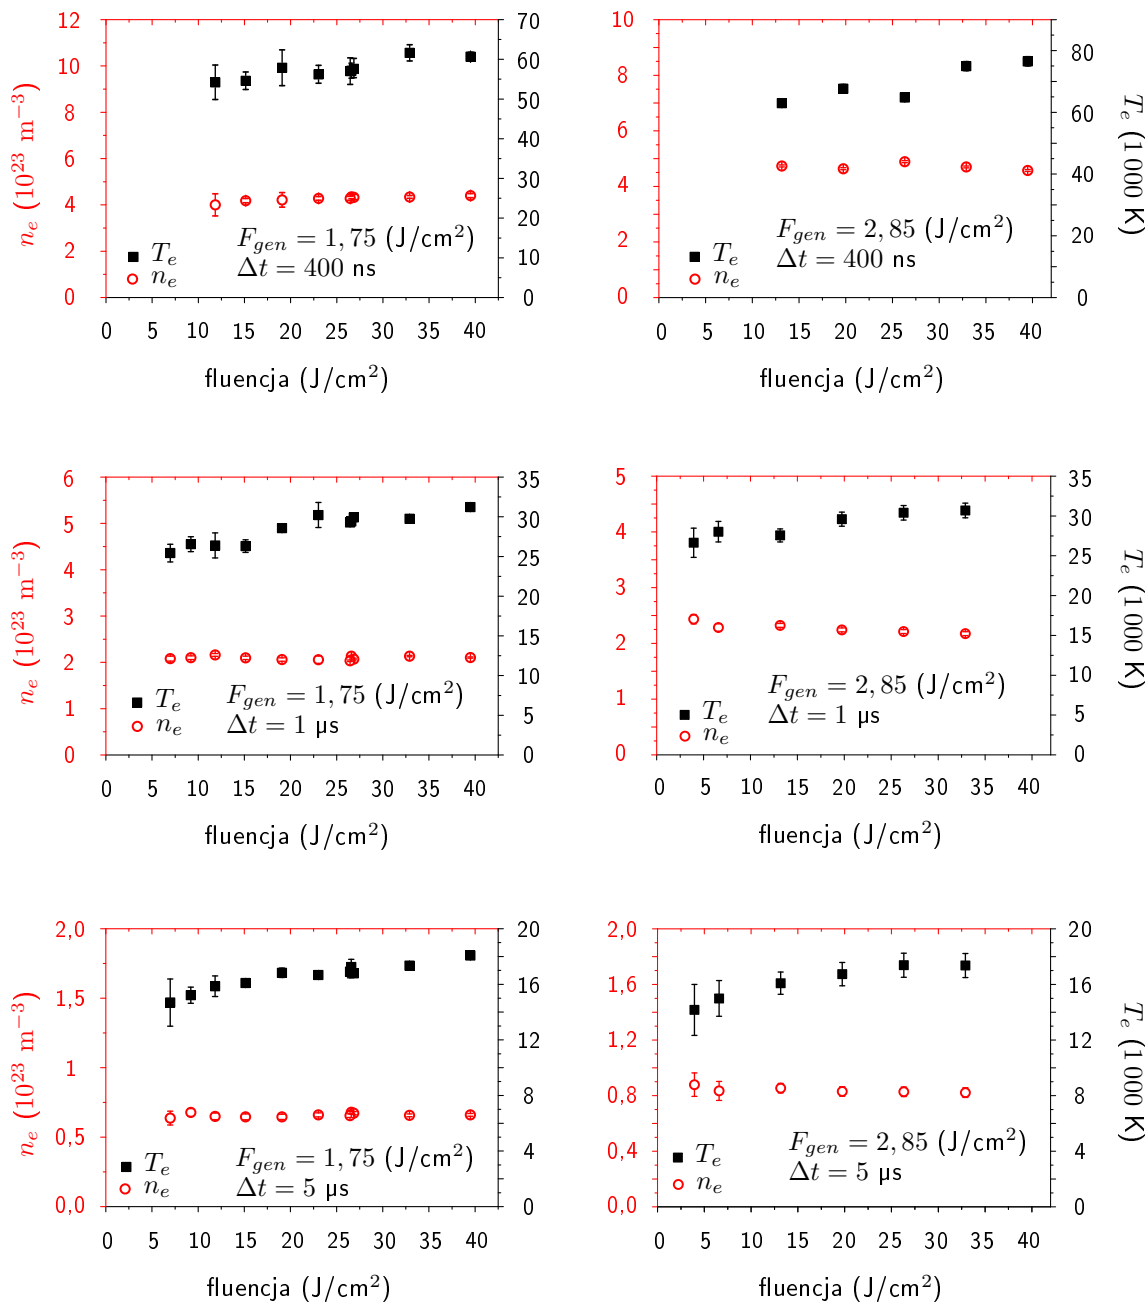 12
10
8
6
4
2
0
n_e (10^23 m^−3)
70
60
50
40
30
20
10
0
T_e
n_e
F_gen = 1,75 (J/cm^2)
Δt = 400 ns
0 5 10 15 20 25 30 35 40
fluencja (J/cm^2)
10
8
6
4
2
0
80
60
40
20
0
T_e (1000 K)
T_e
n_e
F_gen = 2,85 (J/cm^2)
Δt = 400 ns
0 5 10 15 20 25 30 35 40
fluencja (J/cm^2)
6
5
4
3
2
1
0
n_e (10^23 m^−3)
35
30
25
20
15
10
5
0
T_e
n_e
F_gen = 1,75 (J/cm^2)
Δt = 1 µs
0 5 10 15 20 25 30 35 40
fluencja (J/cm^2)
5
4
3
2
1
0
35
30
25
20
15
10
5
0
T_e (1000 K)
T_e
n_e
F_gen = 2,85 (J/cm^2)
Δt = 1 µs
0 5 10 15 20 25 30 35 40
fluencja (J/cm^2)
2,0
1,5
1
0,5
0,0
n_e (10^23 m^−3)
20
16
12
8
4
0
T_e
n_e
F_gen = 1,75 (J/cm^2)
Δt = 5 µs
0 5 10 15 20 25 30 35 40
fluencja (J/cm^2)
2,0
1,6
1,2
0,8
0,4
0,0
20
16
12
8
4
0
T_e (1000 K)
T_e
n_e
F_gen = 2,85 (J/cm^2)
Δt = 5 µs
0 5 10 15 20 25 30 35 40
fluencja (J/cm^2)